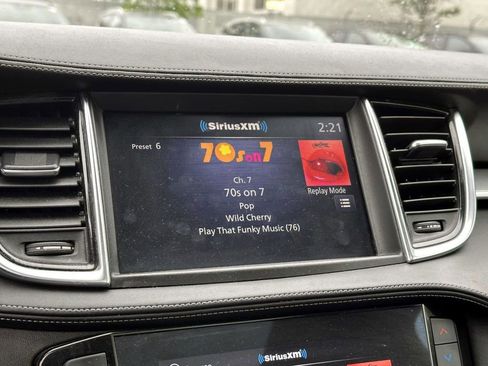 SiriusXM
2:21
Preset 6
70s on 7
Ch. 7
70s on 7
Pop
Wild Cherry
Play That Funky Music (76)
Replay Mode
SiriusXM